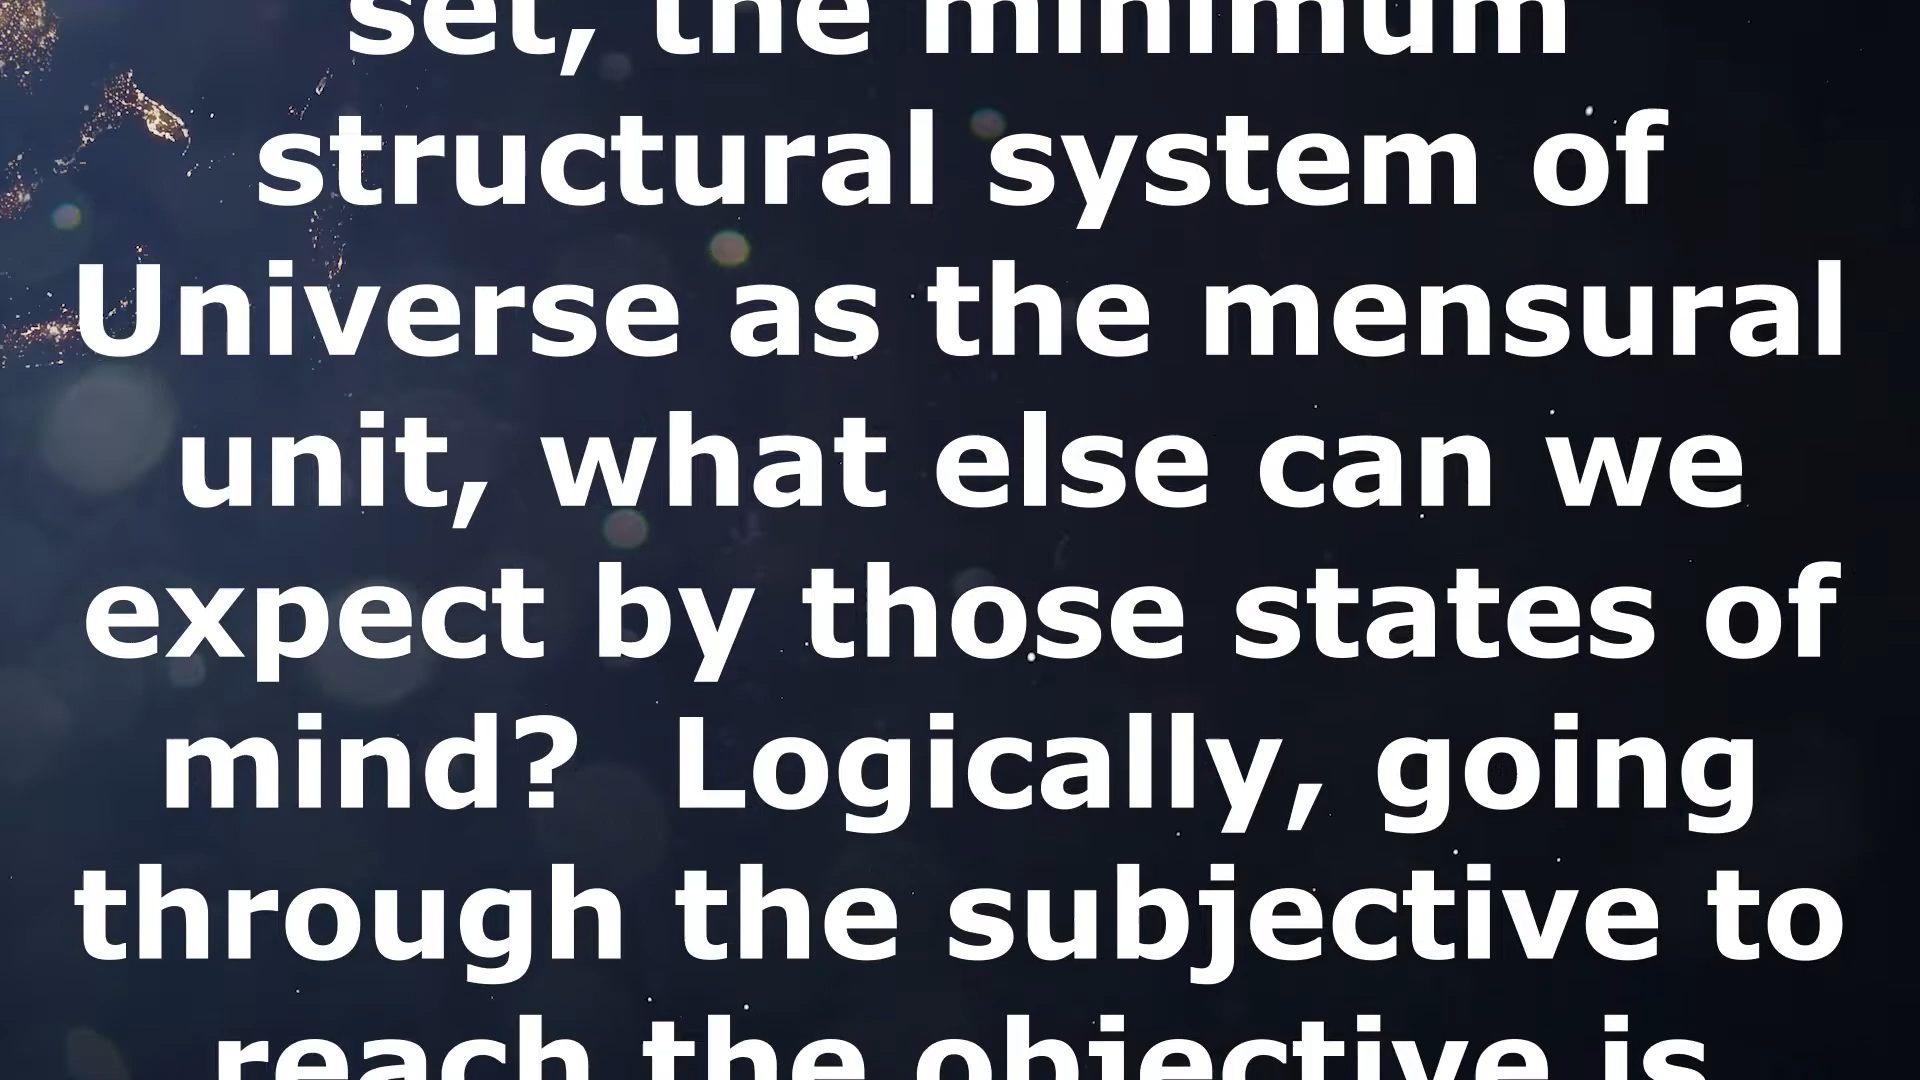 set, the minimum
structural system of
Universe as the mensural
unit, what else can we
expect by those states of
mind?  Logically, going
through the subjective to
reach the objective is